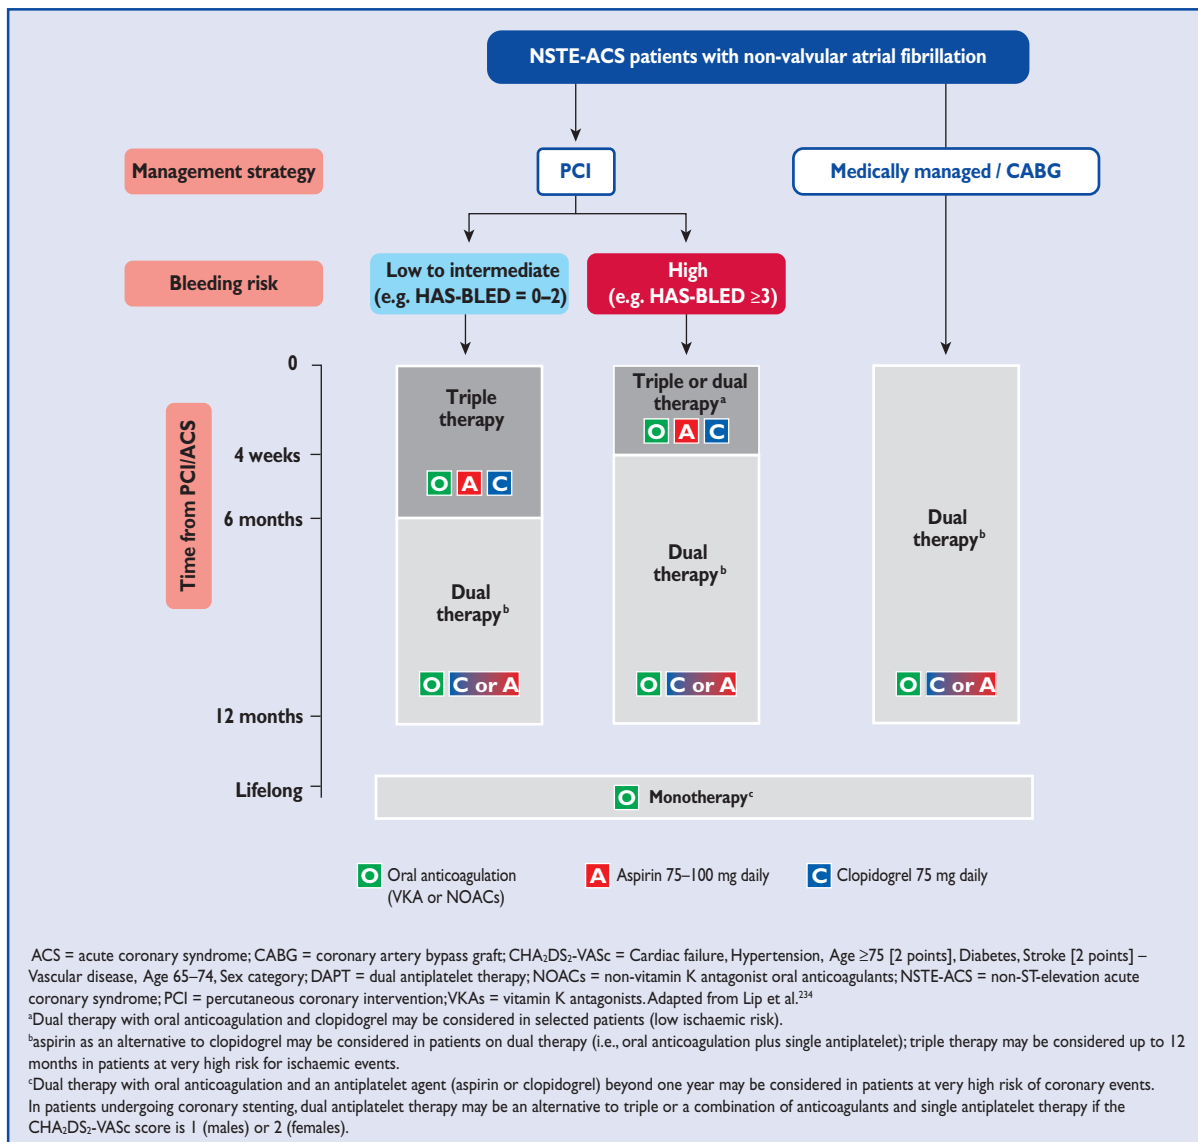 NSTE-ACS patients with non-valvular atrial fibrillation
Management strategy
PCI
Medically managed / CABG
Bleeding risk
Low to intermediate
(e.g. HAS-BLED = 0–2)
High
(e.g. HAS-BLED ≥3)
Time from PCI/ACS
0
4 weeks
6 months
12 months
Lifelong
Triple
therapy
O A C
Dual
therapyᵇ
O C or A
Triple or dual
therapyᵃ
O A C
Dual
therapyᵇ
O C or A
Dual
therapyᵇ
O C or A
O Monotherapyᶜ
O Oral anticoagulation
(VKA or NOACs)
A Aspirin 75–100 mg daily
C Clopidogrel 75 mg daily
ACS = acute coronary syndrome; CABG = coronary artery bypass graft; CHA₂DS₂-VASc = Cardiac failure, Hypertension, Age ≥75 [2 points], Diabetes, Stroke [2 points] –
Vascular disease, Age 65–74, Sex category; DAPT = dual antiplatelet therapy; NOACs = non-vitamin K antagonist oral anticoagulants; NSTE-ACS = non-ST-elevation acute
coronary syndrome; PCI = percutaneous coronary intervention; VKAs = vitamin K antagonists. Adapted from Lip et al.²³⁴
ᵃDual therapy with oral anticoagulation and clopidogrel may be considered in selected patients (low ischaemic risk).
ᵇaspirin as an alternative to clopidogrel may be considered in patients on dual therapy (i.e., oral anticoagulation plus single antiplatelet); triple therapy may be considered up to 12
months in patients at very high risk for ischaemic events.
ᶜDual therapy with oral anticoagulation and an antiplatelet agent (aspirin or clopidogrel) beyond one year may be considered in patients at very high risk of coronary events.
In patients undergoing coronary stenting, dual antiplatelet therapy may be an alternative to triple or a combination of anticoagulants and single antiplatelet therapy if the
CHA₂DS₂-VASc score is 1 (males) or 2 (females).